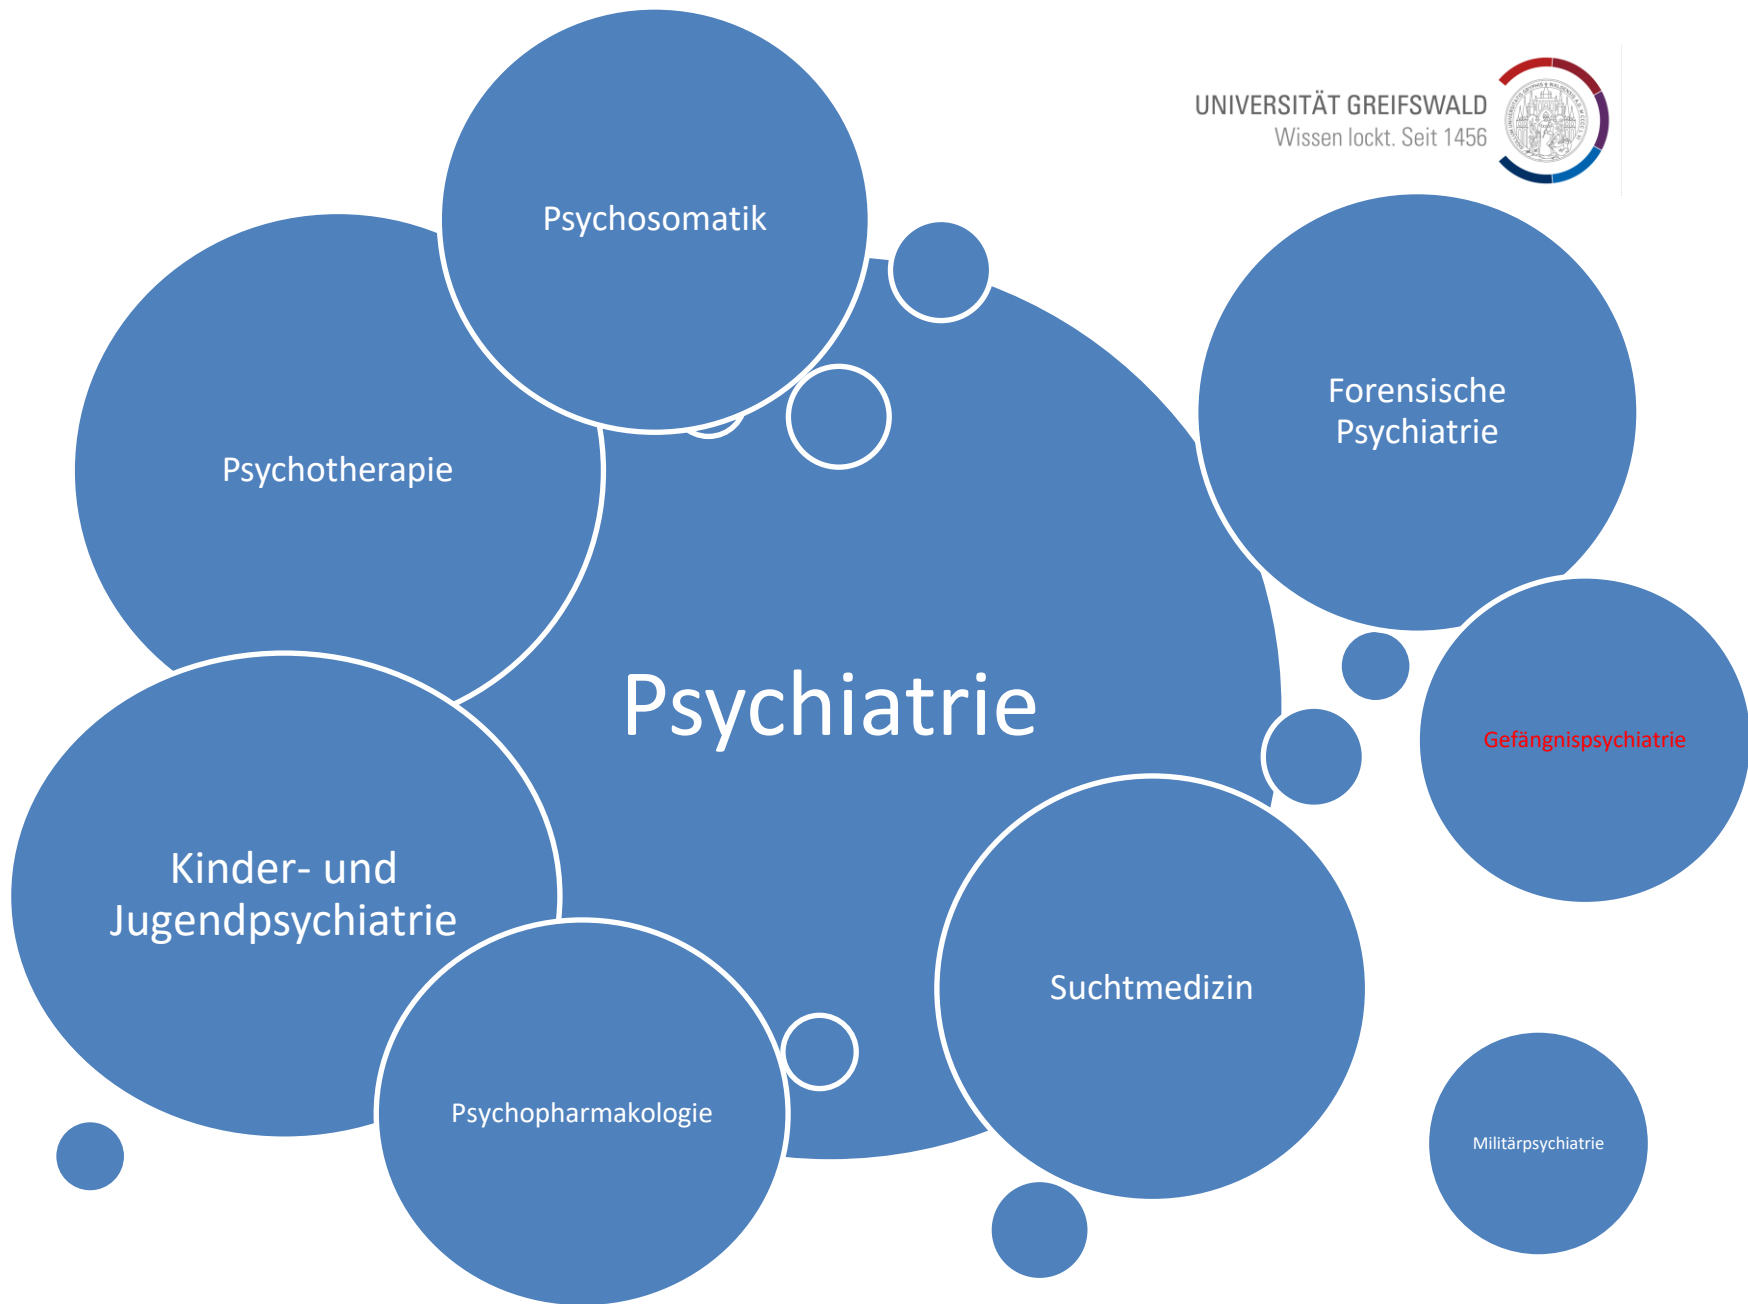 UNIVERSITÄT GREIFSWALD
Wissen lockt. Seit 1456
Psychosomatik
Forensische
Psychiatrie
Psychotherapie
Psychiatrie
Gefängnispsychiatrie
Kinder- und
Jugendpsychiatrie
Suchtmedizin
Psychopharmakologie
Militärpsychiatrie